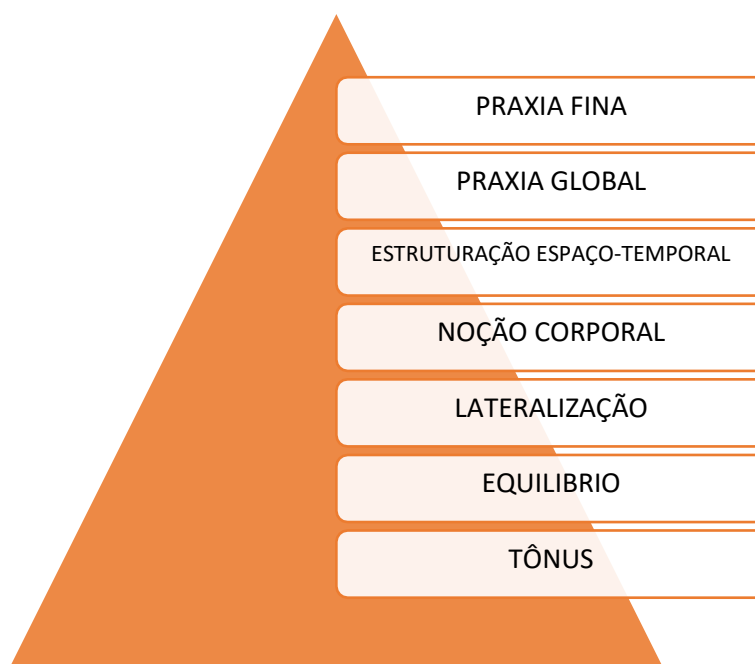 PRAXIA FINA
PRAXIA GLOBAL
ESTRUTURAÇÃO ESPAÇO-TEMPORAL
NOÇÃO CORPORAL
LATERALIZAÇÃO
EQUILIBRIO
TÔNUS